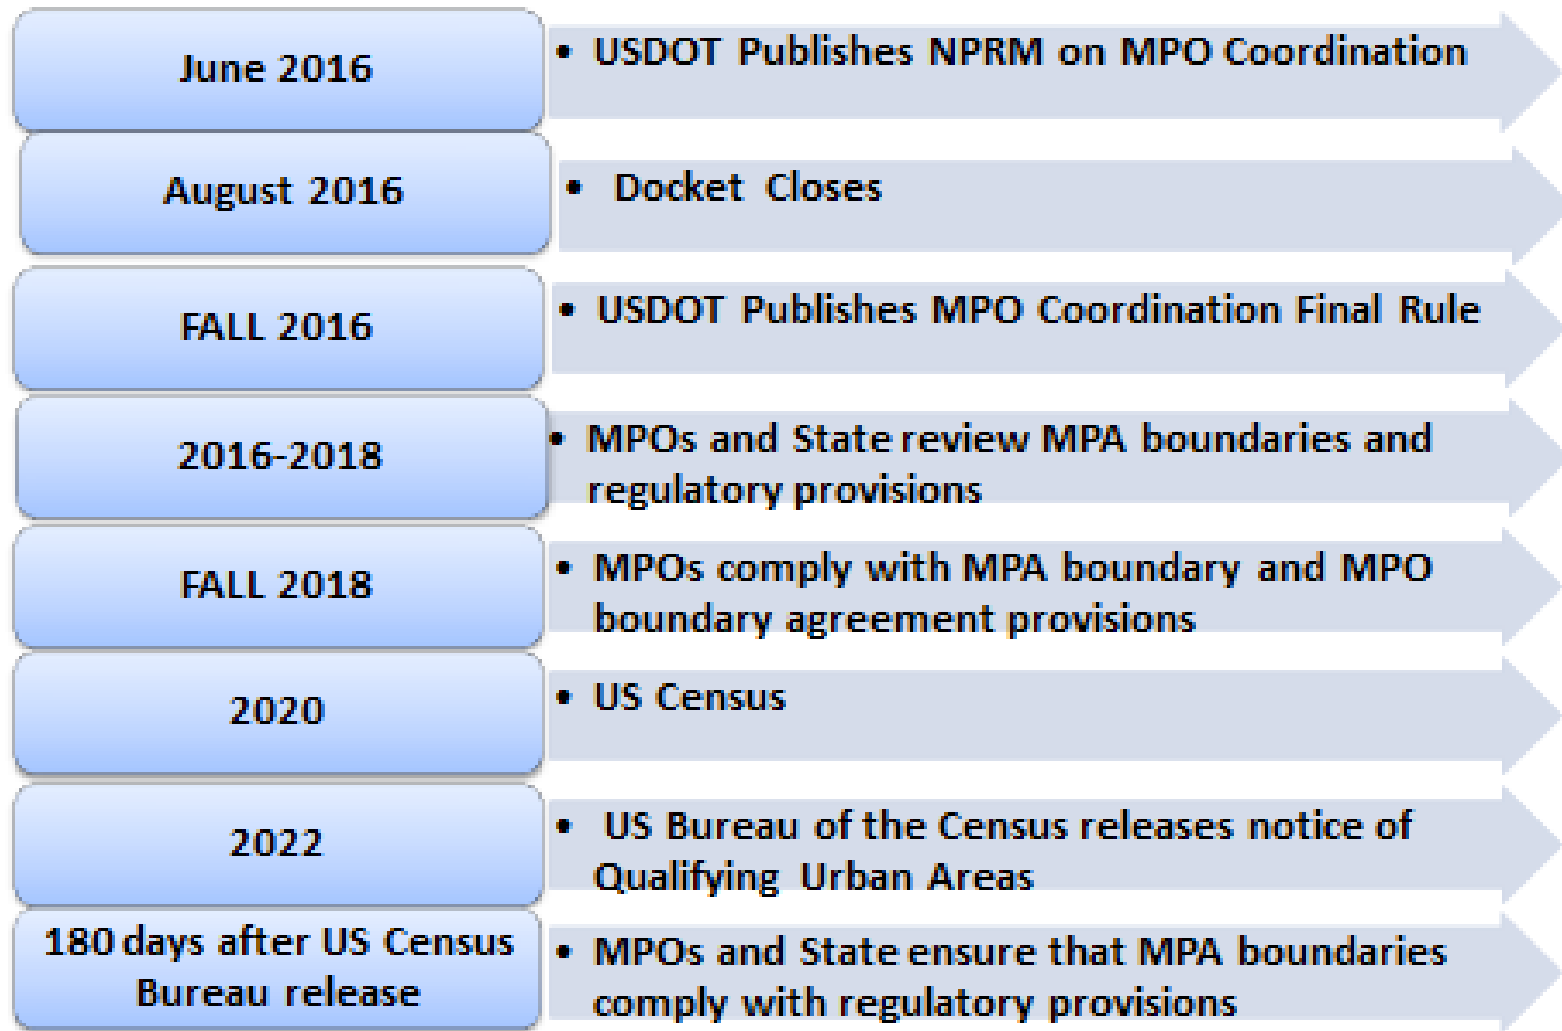 June 2016
• USDOT Publishes NPRM on MPO Coordination
August 2016
• Docket Closes
FALL 2016
• USDOT Publishes MPO Coordination Final Rule
2016-2018
• MPOs and State review MPA boundaries and
regulatory provisions
FALL 2018
• MPOs comply with MPA boundary and MPO
boundary agreement provisions
2020
• US Census
2022
• US Bureau of the Census releases notice of
Qualifying Urban Areas
180 days after US Census
Bureau release
• MPOs and State ensure that MPA boundaries
comply with regulatory provisions